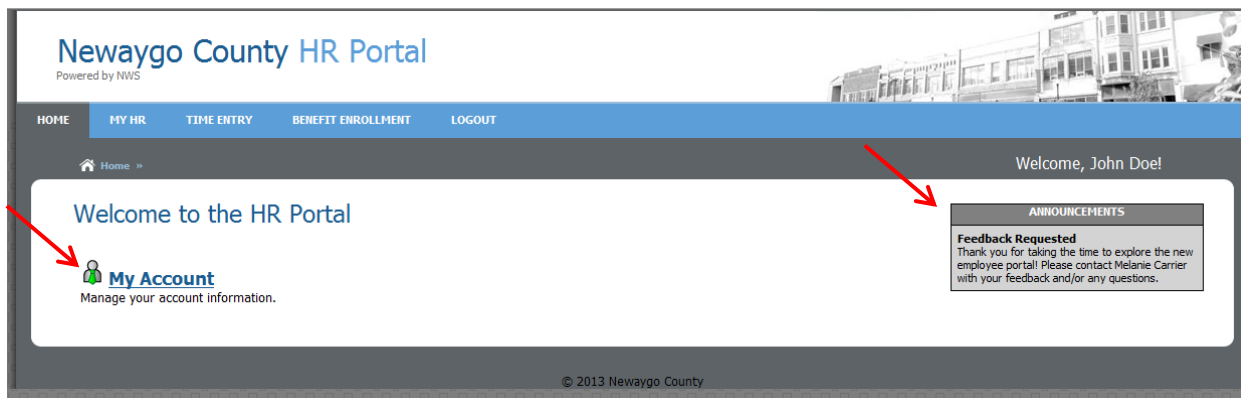 Newaygo County HR Portal
Powered by NWS
HOME MY HR TIME ENTRY BENEFIT ENROLLMENT LOGOUT
Home »
Welcome, John Doe!
Welcome to the HR Portal
My Account
Manage your account information.
ANNOUNCEMENTS
Feedback Requested
Thank you for taking the time to explore the new
employee portal! Please contact Melanie Carrier
with your feedback and/or any questions.
© 2013 Newaygo County